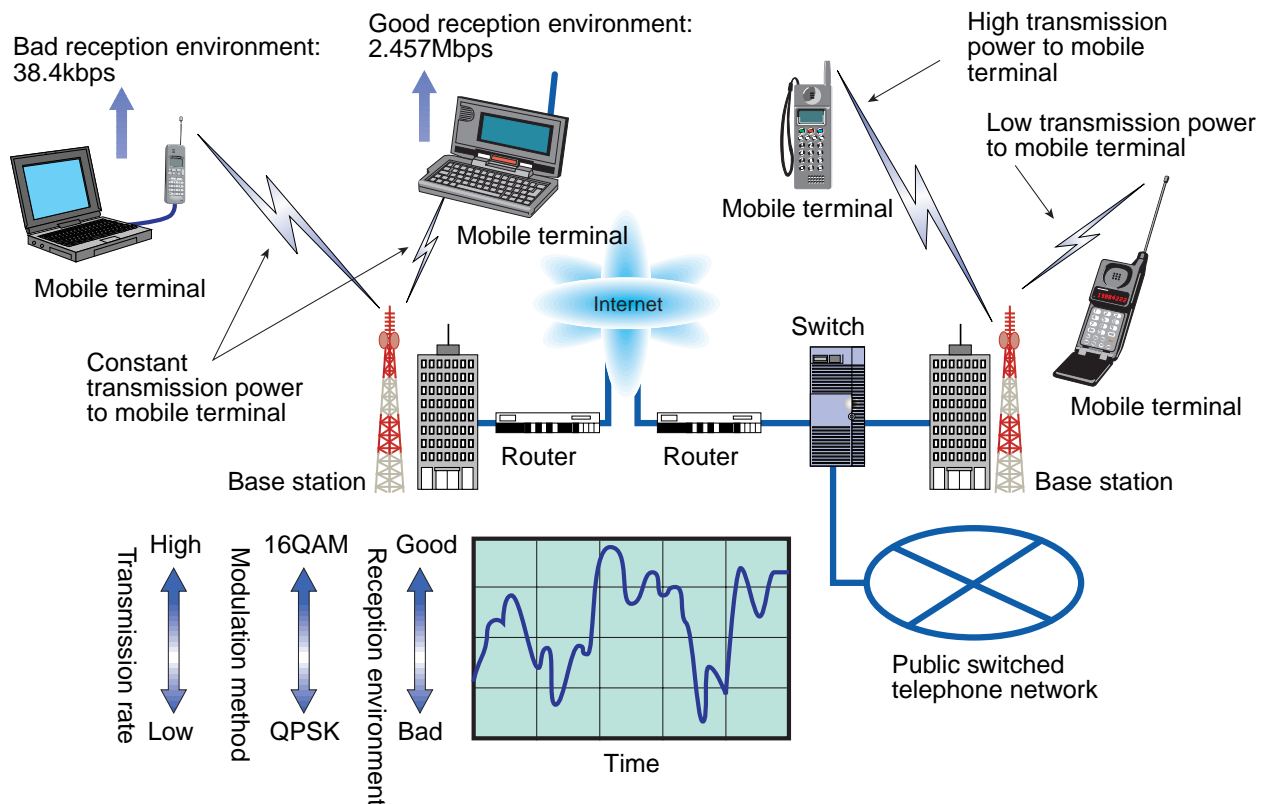 Bad reception environment:
38.4kbps
Good reception environment:
2.457Mbps
High transmission
power to mobile
terminal
Low transmission power
to mobile terminal
Mobile terminal
Mobile terminal
Mobile terminal
Mobile terminal
Constant
transmission power
to mobile terminal
Internet
Switch
Router
Router
Base station
Base station
Public switched
telephone network
Transmission rate
High
Low
Modulation method
16QAM
QPSK
Reception environment
Good
Bad
Time